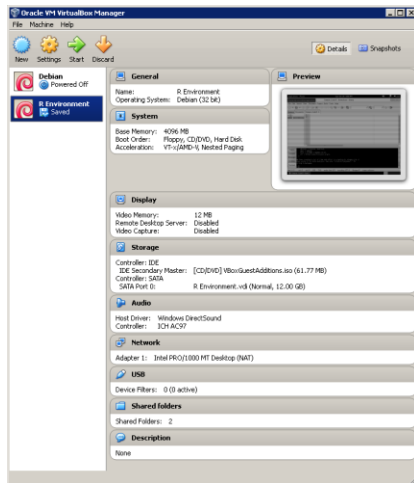 Oracle VM VirtualBox Manager
File Machine Help
New Settings Start Discard
Details Snapshots
Debian
Powered Off
R Environment
Saved
General
Name: R Environment
Operating System: Debian (32 bit)
Preview
System
Base Memory: 4096 MB
Boot Order: Floppy, CD/DVD, Hard Disk
Acceleration: VT-x/AMD-V, Nested Paging
Display
Video Memory: 12 MB
Remote Desktop Server: Disabled
Video Capture: Disabled
Storage
Controller: IDE
IDE Secondary Master: [CD/DVD] VBoxGuestAdditions.iso (61.77 MB)
Controller: SATA
SATA Port 0: R Environment.vdi (Normal, 12.00 GB)
Audio
Host Driver: Windows DirectSound
Controller: ICH AC97
Network
Adapter 1: Intel PRO/1000 MT Desktop (NAT)
USB
Device Filters: 0 (0 active)
Shared folders
Shared Folders: 2
Description
None